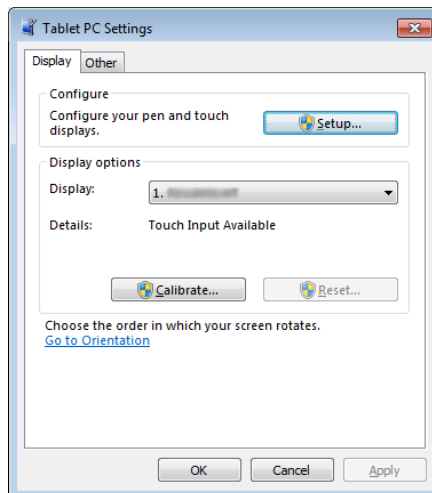 Tablet PC Settings
Display
Other
Configure
Configure your pen and touch
displays.
Setup...
Display options
Display:
1.
Details:
Touch Input Available
Calibrate...
Reset...
Choose the order in which your screen rotates.
Go to Orientation
OK
Cancel
Apply